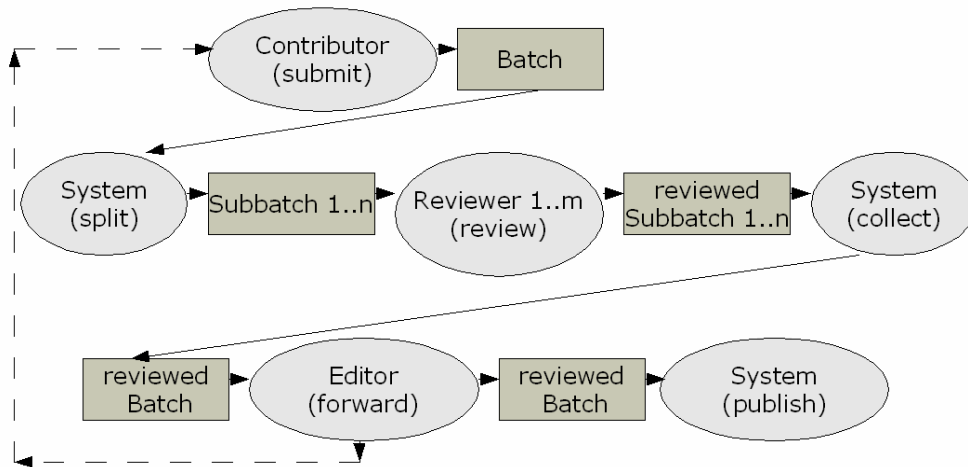 Contributor
(submit)
Batch
System
(split)
Subbatch 1..n
Reviewer 1..m
(review)
reviewed
Subbatch 1..n
System
(collect)
reviewed
Batch
Editor
(forward)
reviewed
Batch
System
(publish)